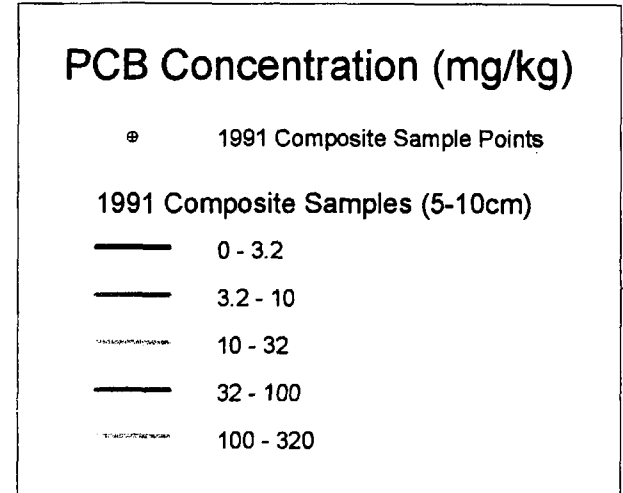 PCB Concentration (mg/kg)
1991 Composite Sample Points
1991 Composite Samples (5-10cm)
0 - 3.2
3.2 - 10
10 - 32
32 - 100
100 - 320